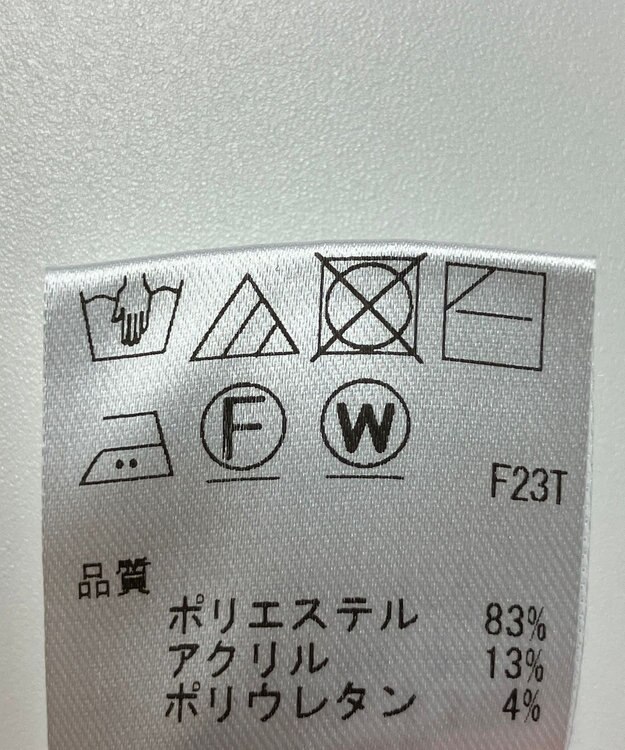 F W
F23T
品質
ポリエステル 83%
アクリル 13%
ポリウレタン 4%